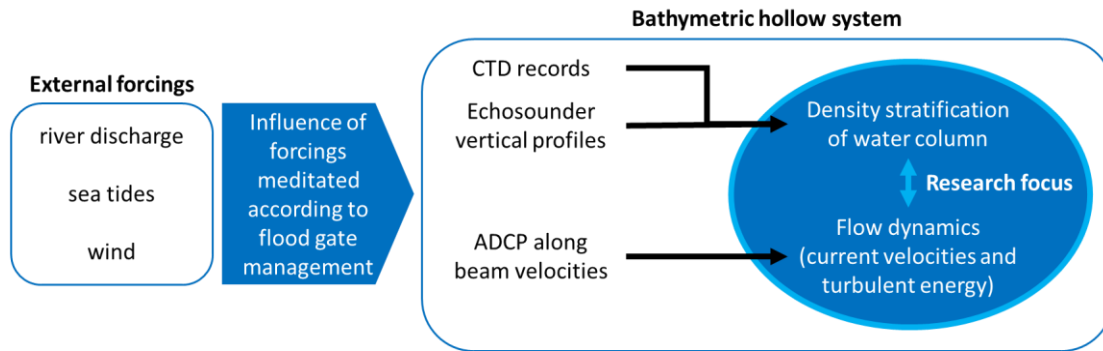 Bathymetric hollow system
External forcings
river discharge
sea tides
wind
Influence of
forcings
meditated
according to
flood gate
management
CTD records
Echosounder
vertical profiles
ADCP along
beam velocities
Density stratification
of water column
Research focus
Flow dynamics
(current velocities and
turbulent energy)